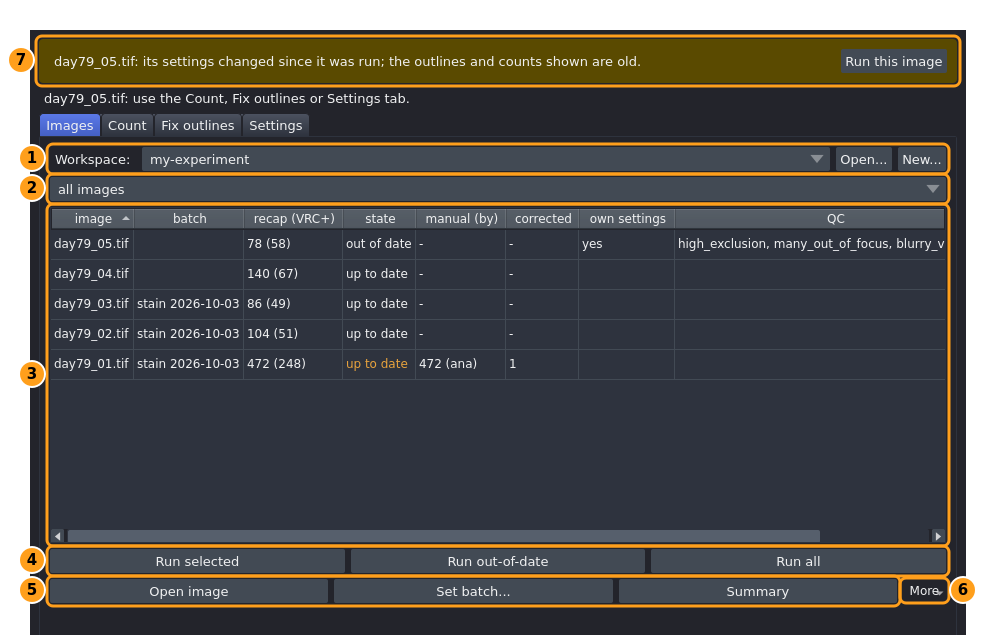 7 day79_05.tif: its settings changed since it was run; the outlines and counts shown are old. Run this image
day79_05.tif: use the Count, Fix outlines or Settings tab.
Images Count Fix outlines Settings
1 Workspace: my-experiment Open... New...
2 all images
image batch recap (VRC+) state manual (by) corrected own settings QC
day79_05.tif 78 (58) out of date - - yes high_exclusion, many_out_of_focus, blurry_v
day79_04.tif 140 (67) up to date - -
day79_03.tif stain 2026-10-03 86 (49) up to date - -
day79_02.tif stain 2026-10-03 104 (51) up to date - -
day79_01.tif stain 2026-10-03 472 (248) up to date 472 (ana) 1
3
4 Run selected Run out-of-date Run all
5 Open image Set batch... Summary More 6